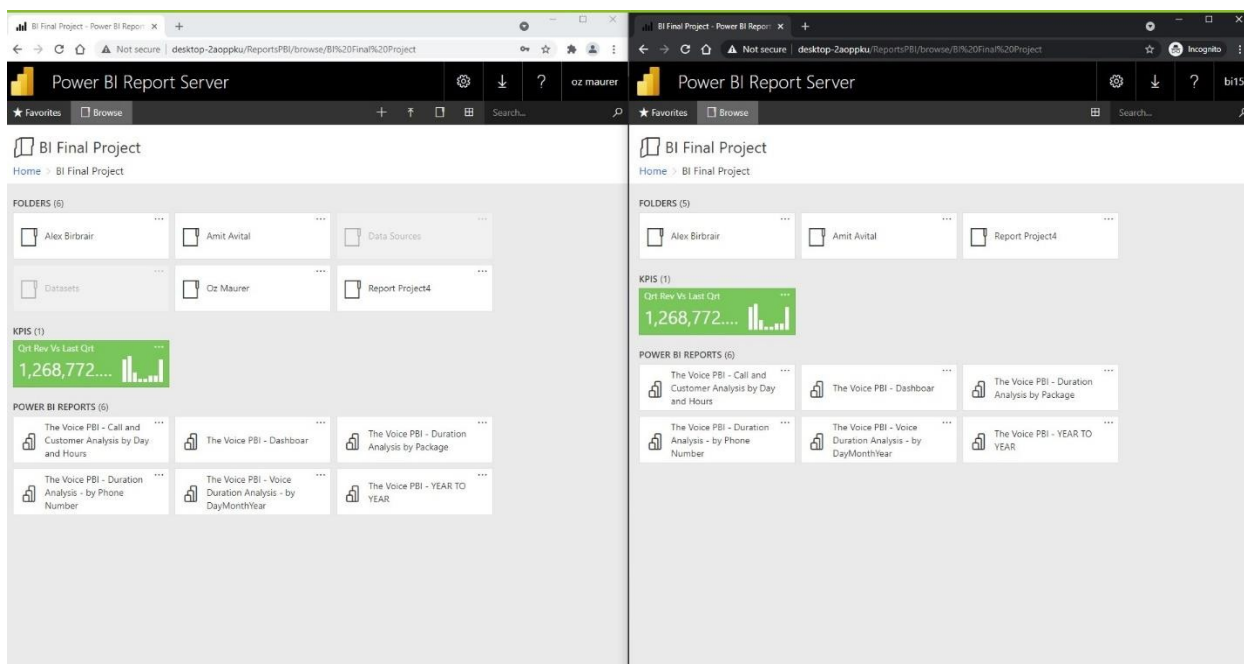 BI Final Project - Power BI Report
Not secure | desktop-2aoppku/ReportsPBI/browse/BI%20Final%20Project
Power BI Report Server
oz maurer
Favorites Browse Search...
BI Final Project
Home > BI Final Project
FOLDERS (6)
Alex Birbrair Amit Avital Data Sources
Datasets Oz Maurer Report Project4
KPIS (1)
Qrt Rev Vs Last Qrt
1,268,772....
POWER BI REPORTS (6)
The Voice PBI - Call and
Customer Analysis by Day
and Hours
The Voice PBI - Dashboar
The Voice PBI - Duration
Analysis by Package
The Voice PBI - Duration
Analysis - by Phone
Number
The Voice PBI - Voice
Duration Analysis - by
DayMonthYear
The Voice PBI - YEAR TO
YEAR
BI Final Project - Power BI Report
Not secure | desktop-2aoppku/ReportsPBI/browse/BI%20Final%20Project Incognito
Power BI Report Server
bi15
Favorites Browse Search...
BI Final Project
Home > BI Final Project
FOLDERS (5)
Alex Birbrair Amit Avital Report Project4
KPIS (1)
Qrt Rev Vs Last Qrt
1,268,772....
POWER BI REPORTS (6)
The Voice PBI - Call and
Customer Analysis by Day
and Hours
The Voice PBI - Dashboar
The Voice PBI - Duration
Analysis by Package
The Voice PBI - Duration
Analysis - by Phone
Number
The Voice PBI - Voice
Duration Analysis - by
DayMonthYear
The Voice PBI - YEAR TO
YEAR